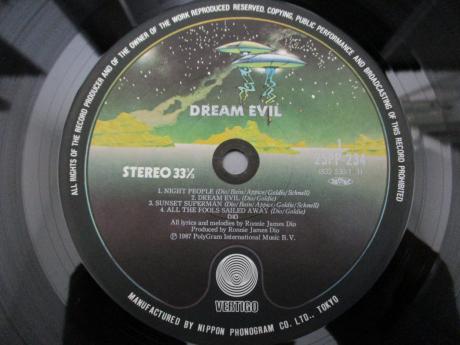 ALL RIGHTS OF THE RECORD PRODUCER AND OF THE OWNER OF THE WORK REPRODUCED RESERVED. COPYING, PUBLIC PERFORMANCE AND BROADCASTING OF THIS RECORD PROHIBITED
DREAM EVIL
1
25PP-234
STEREO 33⅓
(832 530-1 1)
1. NIGHT PEOPLE (Dio/Bain/Appice/Goldie/Schnell)
2. DREAM EVIL (Dio/Goldie)
3. SUNSET SUPERMAN (Dio/Bain/Appice/Goldie/Schnell)
4. ALL THE FOOLS SAILED AWAY (Dio/Goldie)
DIO
All lyrics and melodies by Ronnie James Dio
Produced by Ronnie James Dio
℗ 1987 PolyGram International Music B.V.
VERTIGO
MANUFACTURED BY NIPPON PHONOGRAM CO. LTD., TOKYO